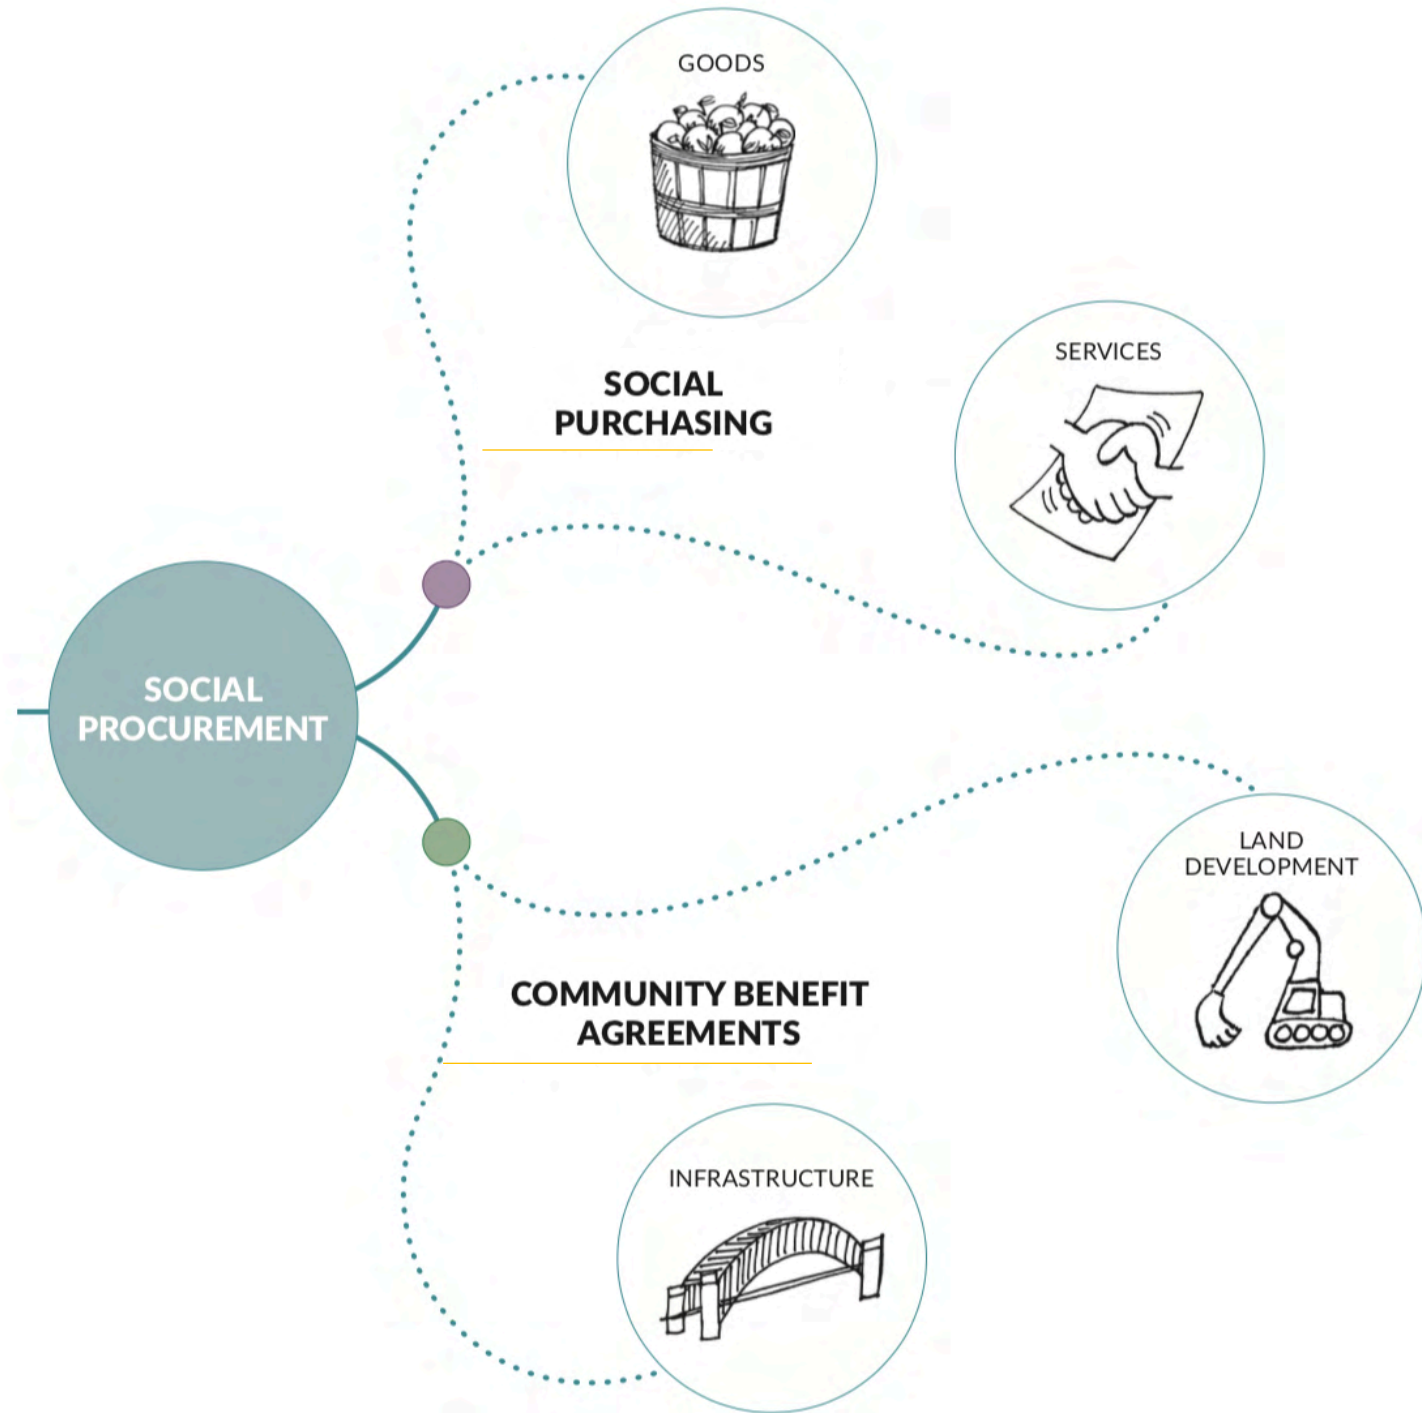 GOODS
SERVICES
SOCIAL
PURCHASING
SOCIAL
PROCUREMENT
LAND
DEVELOPMENT
COMMUNITY BENEFIT
AGREEMENTS
INFRASTRUCTURE